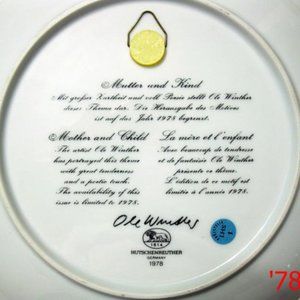 ©Mutter und Kind
Mit großer Zartheit und voll Poesie stellt Ole Winther
dieses Thema dar. Die Herausgabe des Motives
ist auf das Jahr 1978 begrenzt.
©Mother and Child
The artist Ole Winther
has portrayed this theme
with great tenderness
and a poetic touch.
The availability of this
issue is limited to 1978.
La mère et l'enfant
Avec beaucoup de tendresse
et de fantaisie Ole Winther
présente ce thème.
L'édition de ce motif est
limitée à l'année 1978.
Ole Winther
1814
HUTSCHENREUTHER
GERMANY
1978
'78